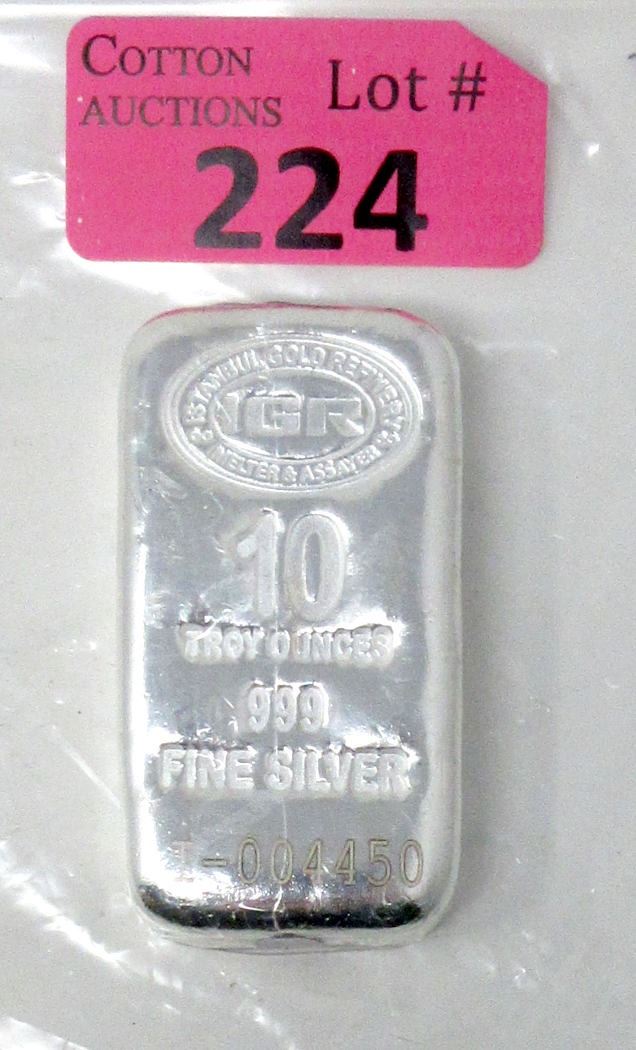 COTTON
AUCTIONS
Lot #
224
ISTANBUL GOLD REFINERY
IGR
MELTER & ASSAYER
10
TROY OUNCES
999
FINE SILVER
I-004450